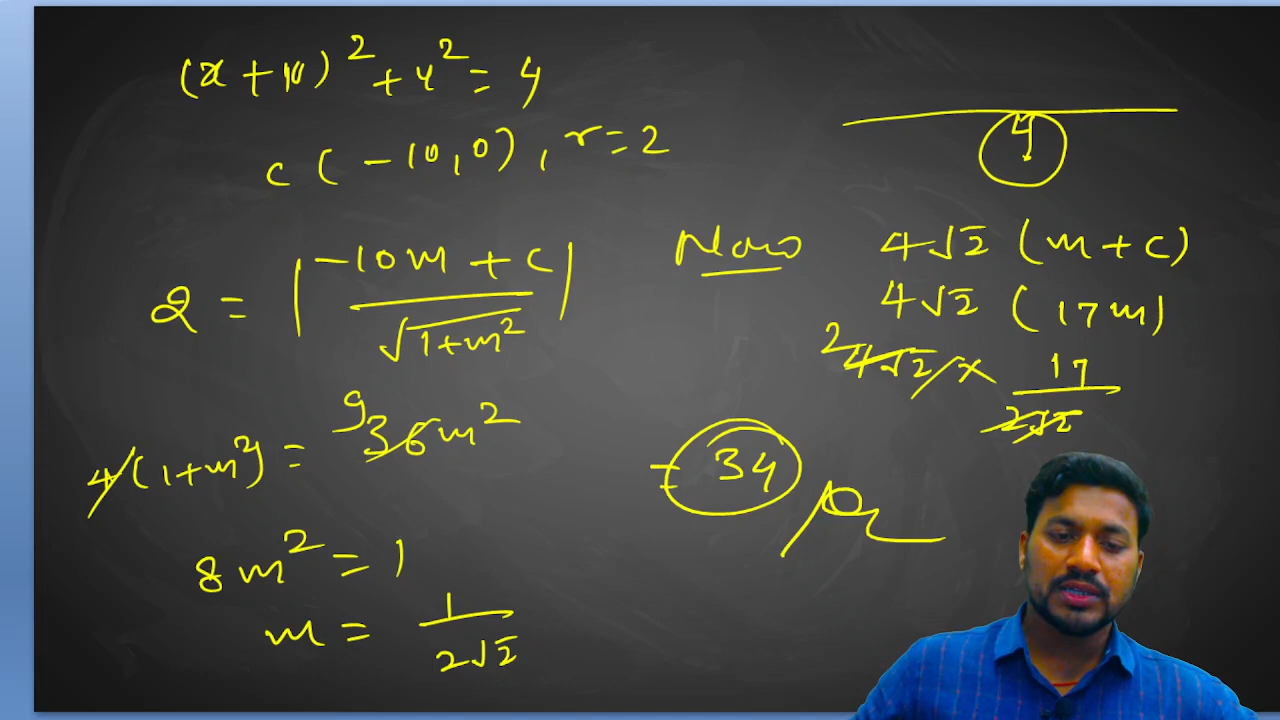 (x+10)² + y² = 4
c (-10,0), r=2
2 = |(-10m + c)/√(1+m²)|
4(1+m²) = 9 36m²
8m² = 1
m = 1/(2√2)
4
Now 4√2 (m+c)
4√2 (17m)
2 4√2 × 17/(2√2)
= 34